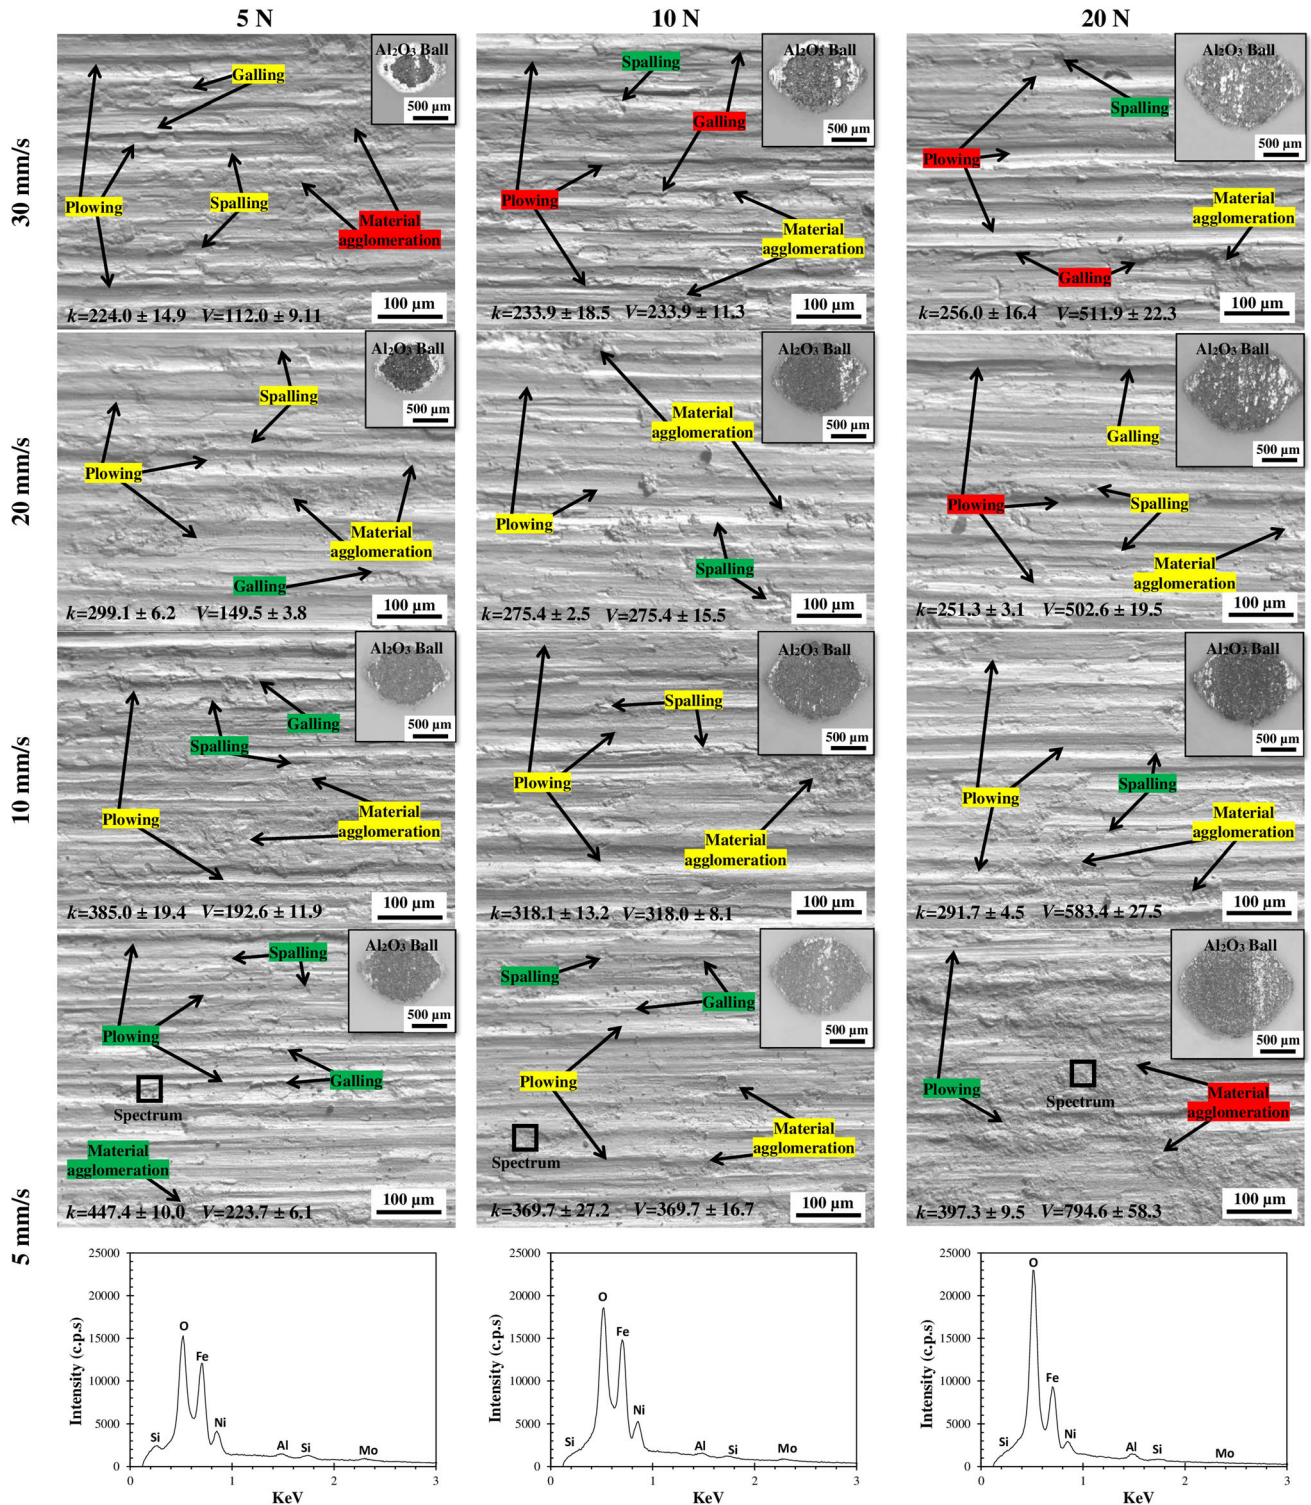 5 N
10 N
20 N
30 mm/s
Al₂O₃ Ball
500 µm
Galling
Plowing
Spalling
Material
agglomeration
100 µm
k=224.0 ± 14.9 V=112.0 ± 9.11
Al₂O₃ Ball
500 µm
Spalling
Galling
Plowing
Material
agglomeration
100 µm
k=233.9 ± 18.5 V=233.9 ± 11.3
Al₂O₃ Ball
500 µm
Spalling
Plowing
Material
agglomeration
Galling
100 µm
k=256.0 ± 16.4 V=511.9 ± 22.3
20 mm/s
Al₂O₃ Ball
500 µm
Spalling
Plowing
Material
agglomeration
Galling
100 µm
k=299.1 ± 6.2 V=149.5 ± 3.8
Al₂O₃ Ball
500 µm
Material
agglomeration
Plowing
Spalling
100 µm
k=275.4 ± 2.5 V=275.4 ± 15.5
Al₂O₃ Ball
500 µm
Galling
Plowing
Spalling
Material
agglomeration
100 µm
k=251.3 ± 3.1 V=502.6 ± 19.5
10 mm/s
Al₂O₃ Ball
500 µm
Galling
Spalling
Plowing
Material
agglomeration
100 µm
k=385.0 ± 19.4 V=192.6 ± 11.9
Al₂O₃ Ball
500 µm
Spalling
Plowing
Material
agglomeration
100 µm
k=318.1 ± 13.2 V=318.0 ± 8.1
Al₂O₃ Ball
500 µm
Spalling
Plowing
Material
agglomeration
100 µm
k=291.7 ± 4.5 V=583.4 ± 27.5
5 mm/s
Al₂O₃ Ball
500 µm
Spalling
Plowing
Galling
Spectrum
Material
agglomeration
100 µm
k=447.4 ± 10.0 V=223.7 ± 6.1
Al₂O₃ Ball
500 µm
Spalling
Galling
Plowing
Material
agglomeration
Spectrum
100 µm
k=369.7 ± 27.2 V=369.7 ± 16.7
Al₂O₃ Ball
500 µm
Plowing
Spectrum
Material
agglomeration
100 µm
k=397.3 ± 9.5 V=794.6 ± 58.3
Intensity (c.p.s)
25000
20000
15000
10000
5000
0
O
Fe
Ni
Si
Al
Si
Mo
0 1 2 3
KeV
Intensity (c.p.s)
25000
20000
15000
10000
5000
0
O
Fe
Ni
Si
Al
Si
Mo
0 1 2 3
KeV
Intensity (c.p.s)
25000
20000
15000
10000
5000
0
O
Fe
Ni
Si
Al
Si
Mo
0 1 2 3
KeV